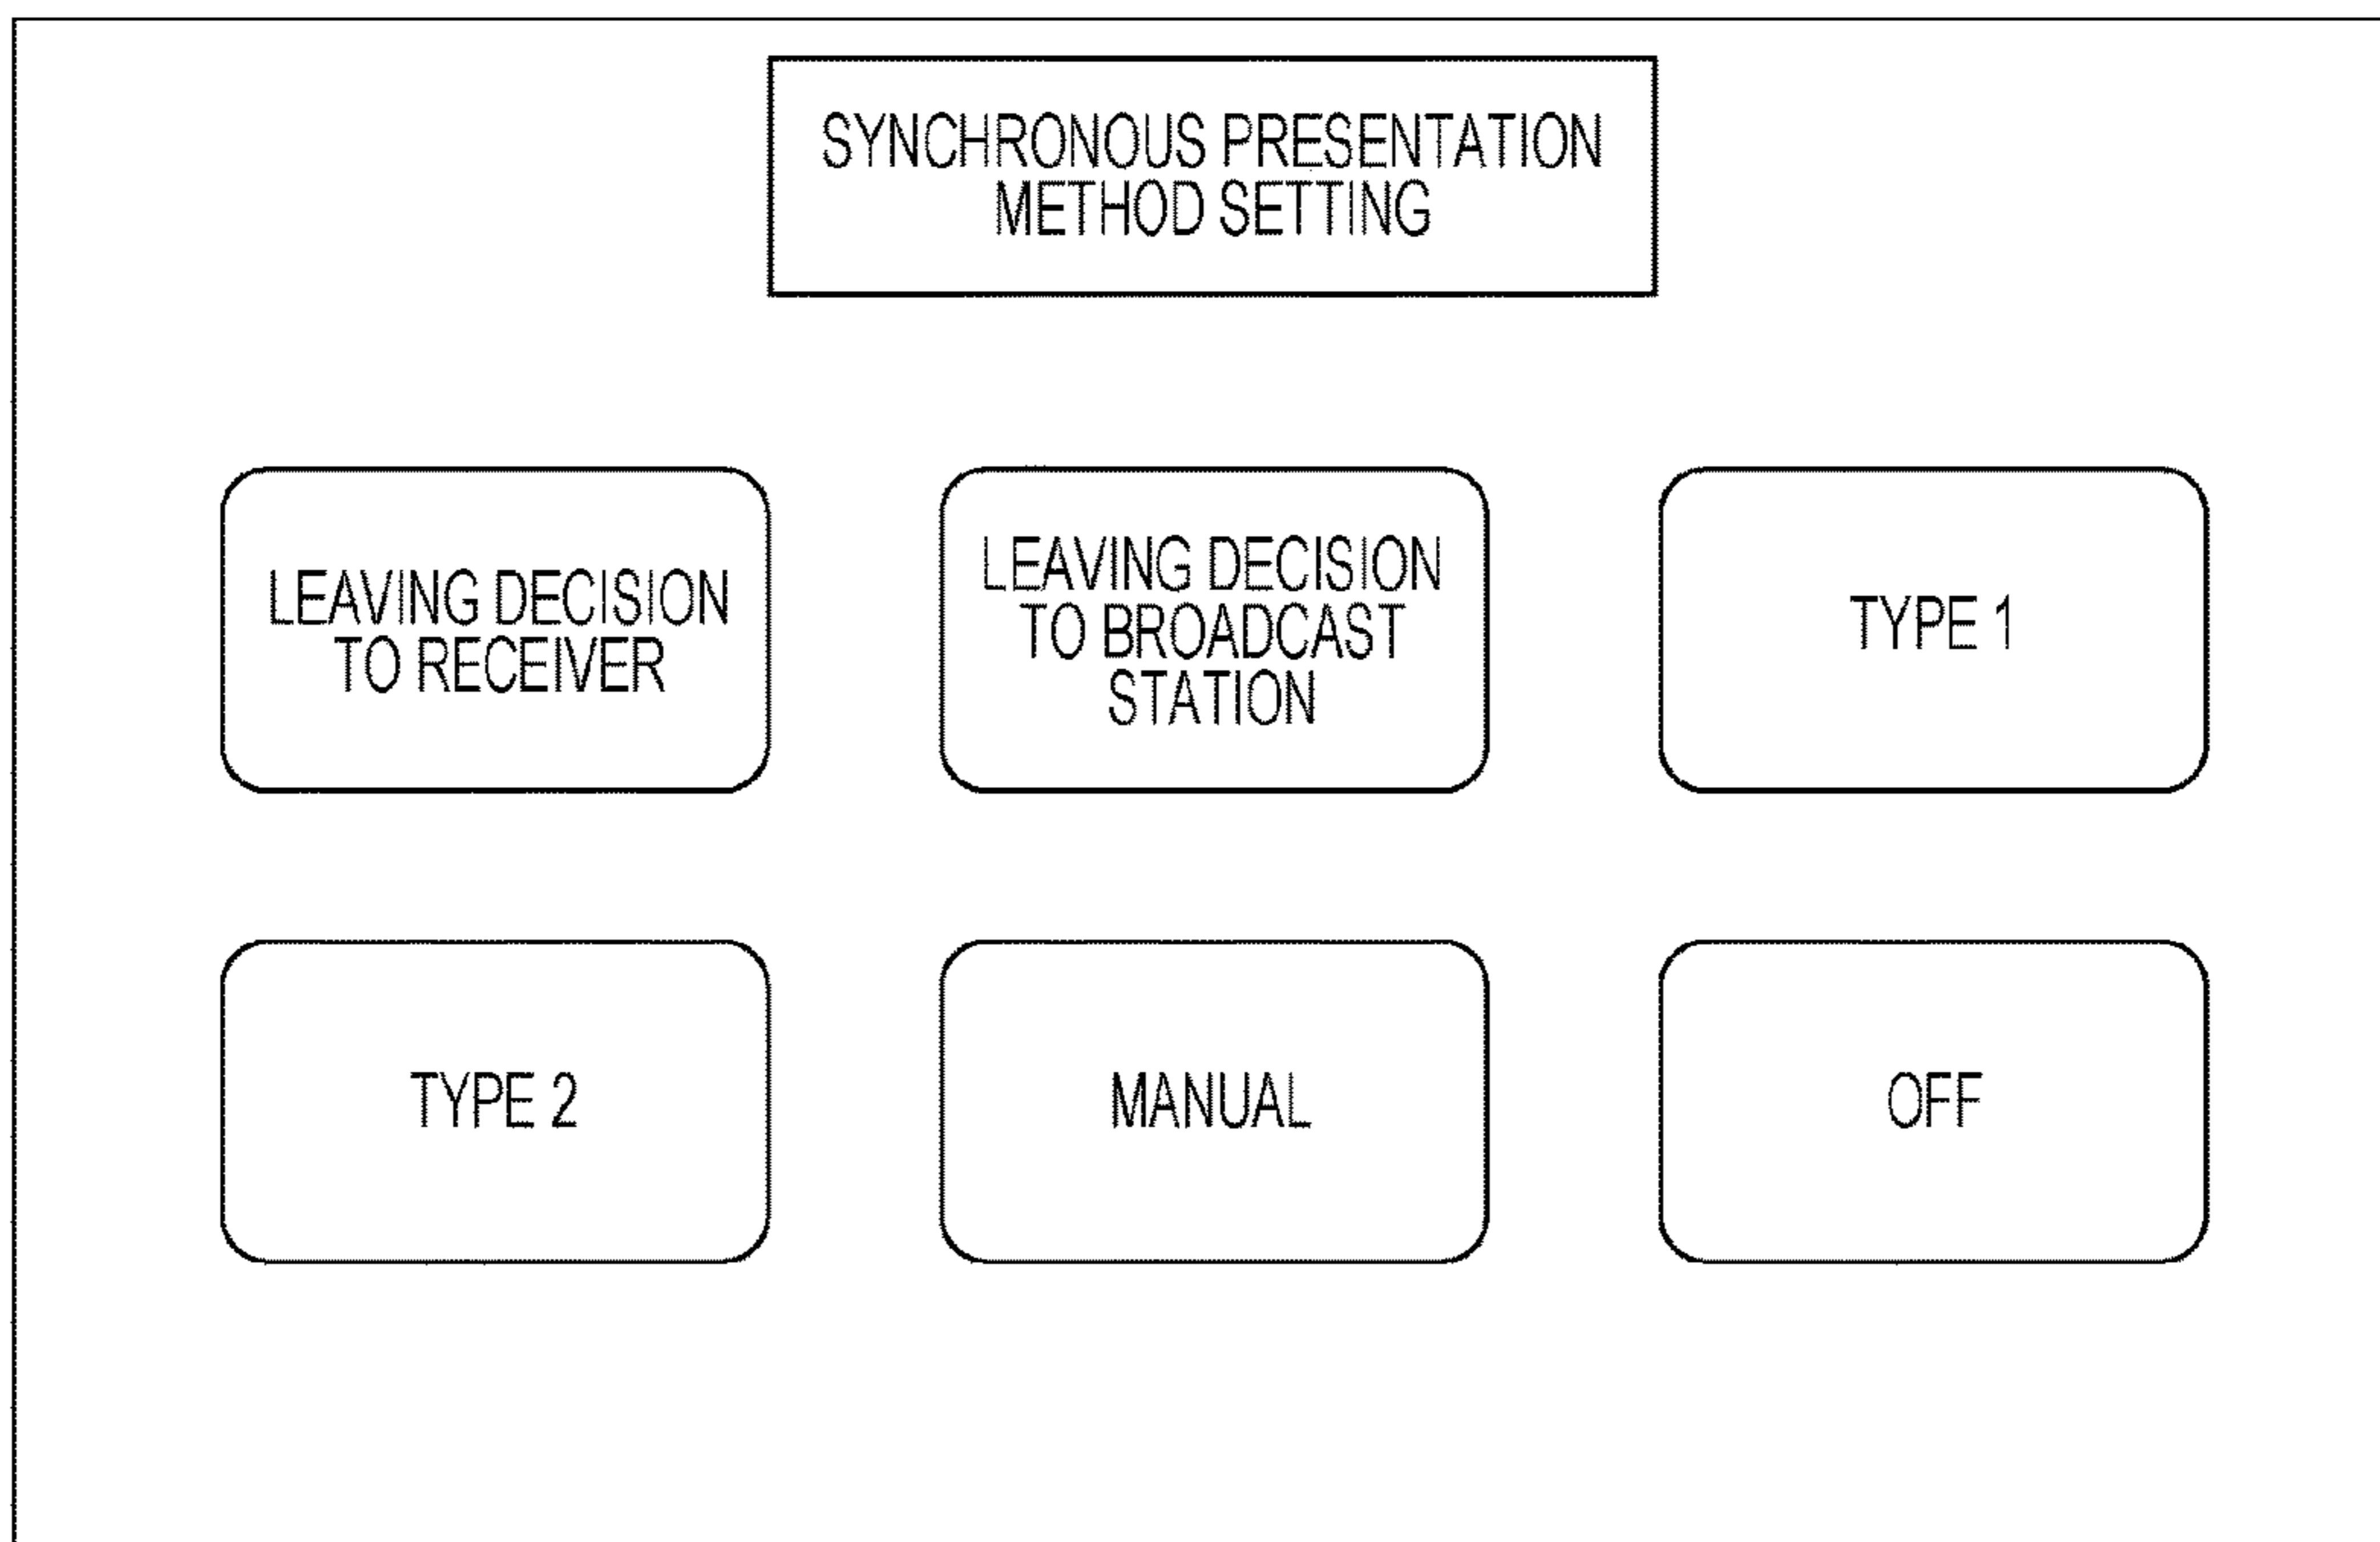 SYNCHRONOUS PRESENTATION
METHOD SETTING
LEAVING DECISION
TO RECEIVER
LEAVING DECISION
TO BROADCAST
STATION
TYPE 1
TYPE 2
MANUAL
OFF